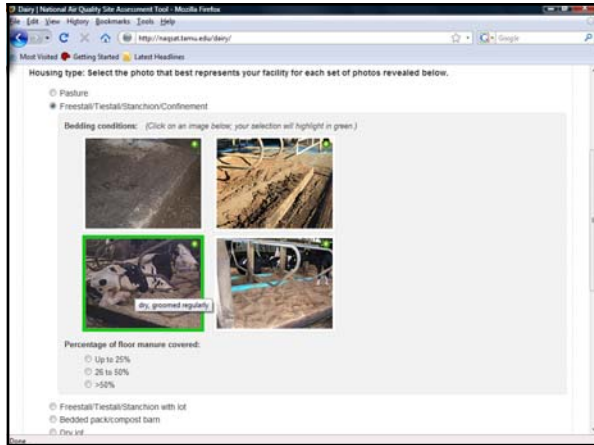 Dairy | National Air Quality Site Assessment Tool - Mozilla Firefox
File Edit View History Bookmarks Tools Help
http://naqsat.tamu.edu/dairy/
Google
Most Visited Getting Started Latest Headlines
Housing type: Select the photo that best represents your facility for each set of photos revealed below.
Pasture
Freestall/Tiestall/Stanchion/Confinement
Bedding conditions: (Click on an image below; your selection will highlight in green.)
dry, groomed regularly
Percentage of floor manure covered:
Up to 25%
26 to 50%
>50%
Freestall/Tiestall/Stanchion with lot
Bedded pack/compost barn
Dry lot
Done